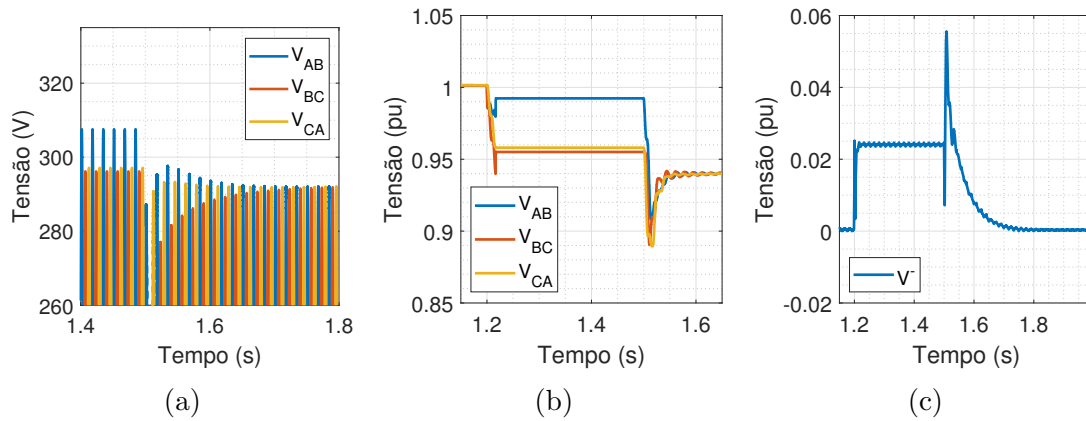 Tensão (V)
320
300
280
260
1.4
1.6
1.8
Tempo (s)
V_AB
V_BC
V_CA
(a)
Tensão (pu)
1.05
1
0.95
0.9
0.85
1.2
1.4
1.6
Tempo (s)
V_AB
V_BC
V_CA
(b)
Tensão (pu)
0.06
0.04
0.02
0
-0.02
1.2
1.4
1.6
1.8
Tempo (s)
V⁻
(c)